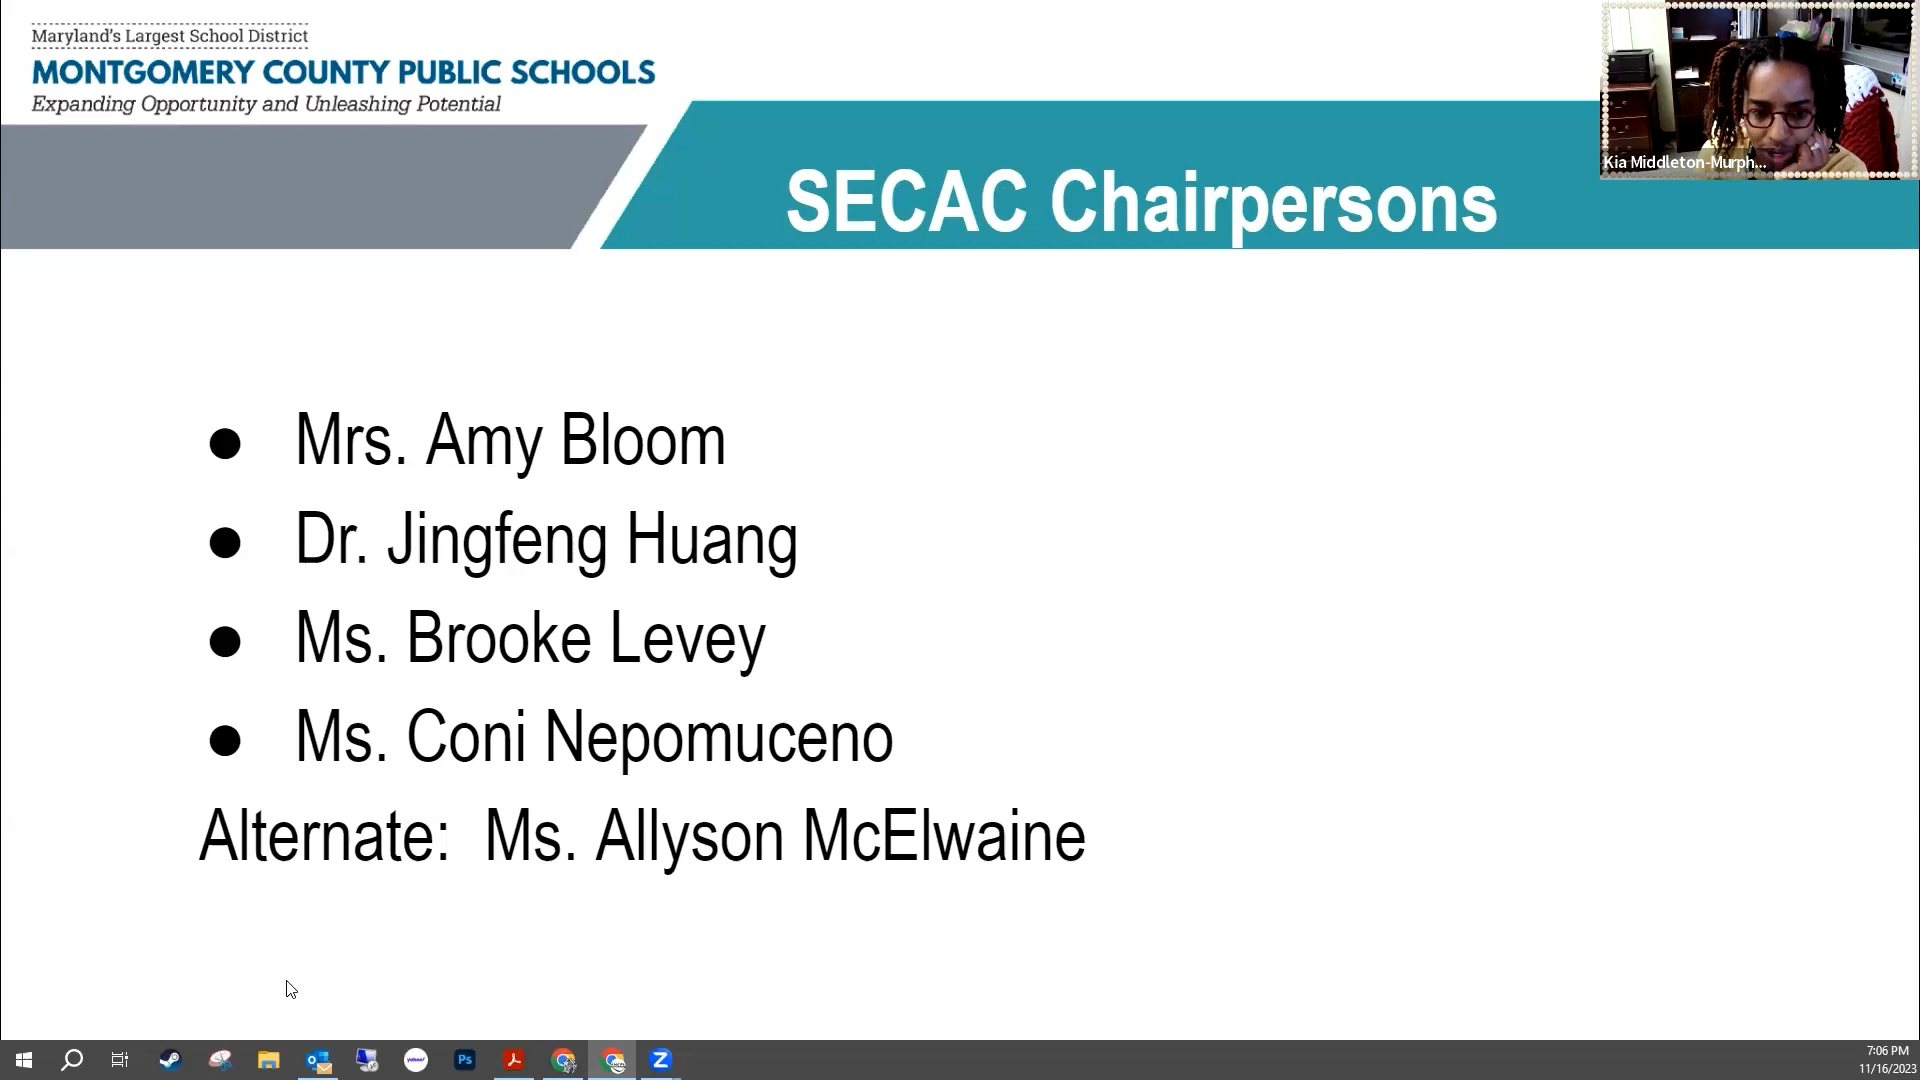 Maryland's Largest School District
MONTGOMERY COUNTY PUBLIC SCHOOLS
Expanding Opportunity and Unleashing Potential
Kia Middleton-Murph...
SECAC Chairpersons
● Mrs. Amy Bloom
● Dr. Jingfeng Huang
● Ms. Brooke Levey
● Ms. Coni Nepomuceno
Alternate: Ms. Allyson McElwaine
yahoo!
Ps
7:06 PM
11/16/2023